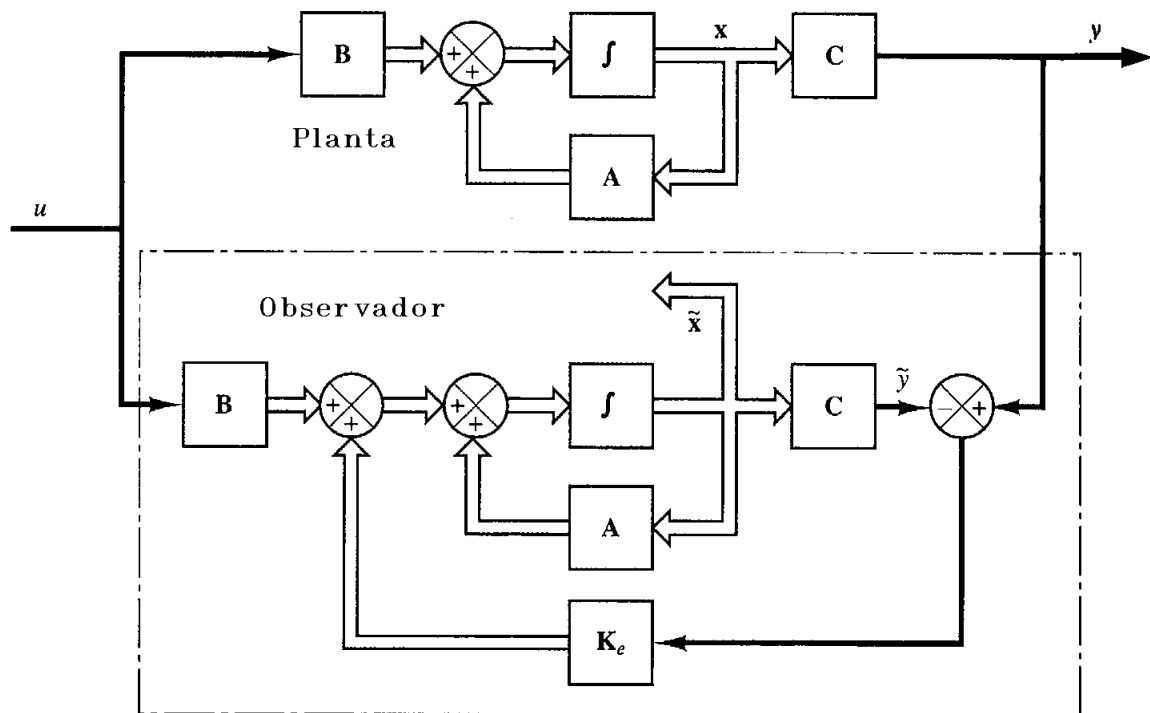 x
y
B
+
+
∫
C
Planta
A
u
Observador
x̃
B
+
+
+
+
∫
C
ỹ
−
+
A
Kₑ